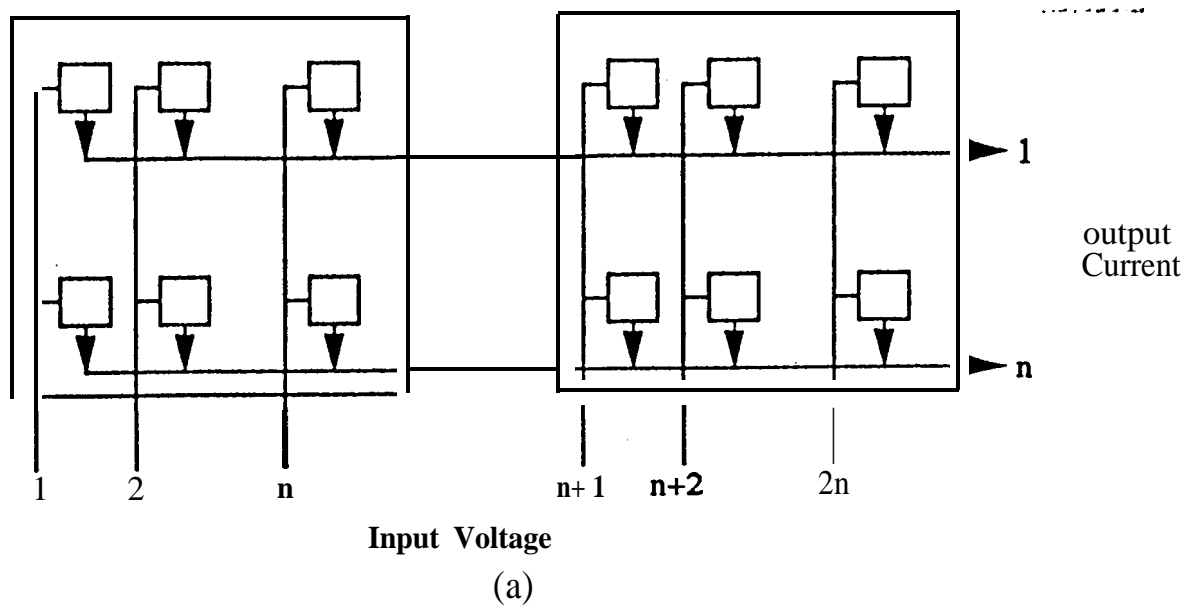 1
output
Current
n
1 2 n n+1 n+2 2n
Input Voltage
(a)